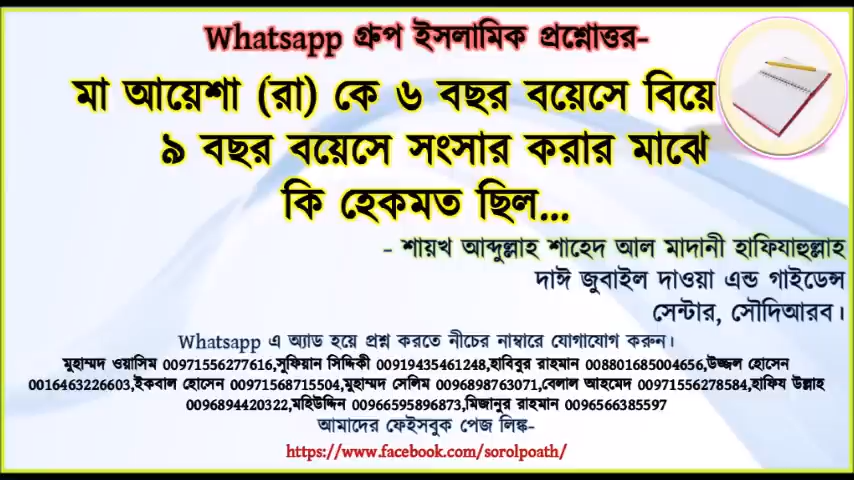 Whatsapp গ্রুপ ইসলামিক প্রশ্নোত্তর-
মা আয়েশা (রা) কে ৬ বছর বয়েসে বিয়ে
৯ বছর বয়েসে সংসার করার মাঝে
কি হেকমত ছিল...
- শায়খ আব্দুল্লাহ শাহেদ আল মাদানী হাফিযাহুল্লাহ
দাঈ জুবাইল দাওয়া এন্ড গাইডেন্স
সেন্টার, সৌদিআরব।
Whatsapp এ অ্যাড হয়ে প্রশ্ন করতে নীচের নাম্বারে যোগাযোগ করুন।
মুহাম্মদ ওয়াসিম 00971556277616,সুফিয়ান সিদ্দিকী 00919435461248,হাবিবুর রাহমান 008801685004656,উজ্জল হোসেন
0016463226603,ইকবাল হোসেন 00971568715504,মুহাম্মদ সেলিম 0096898763071,বেলাল আহমেদ 00971556278584,হাফিয উল্লাহ
0096894420322,মহিউদ্দিন 00966595896873,মিজানুর রাহমান 0096566385597
আমাদের ফেইসবুক পেজ লিঙ্ক-
https://www.facebook.com/sorolpoath/